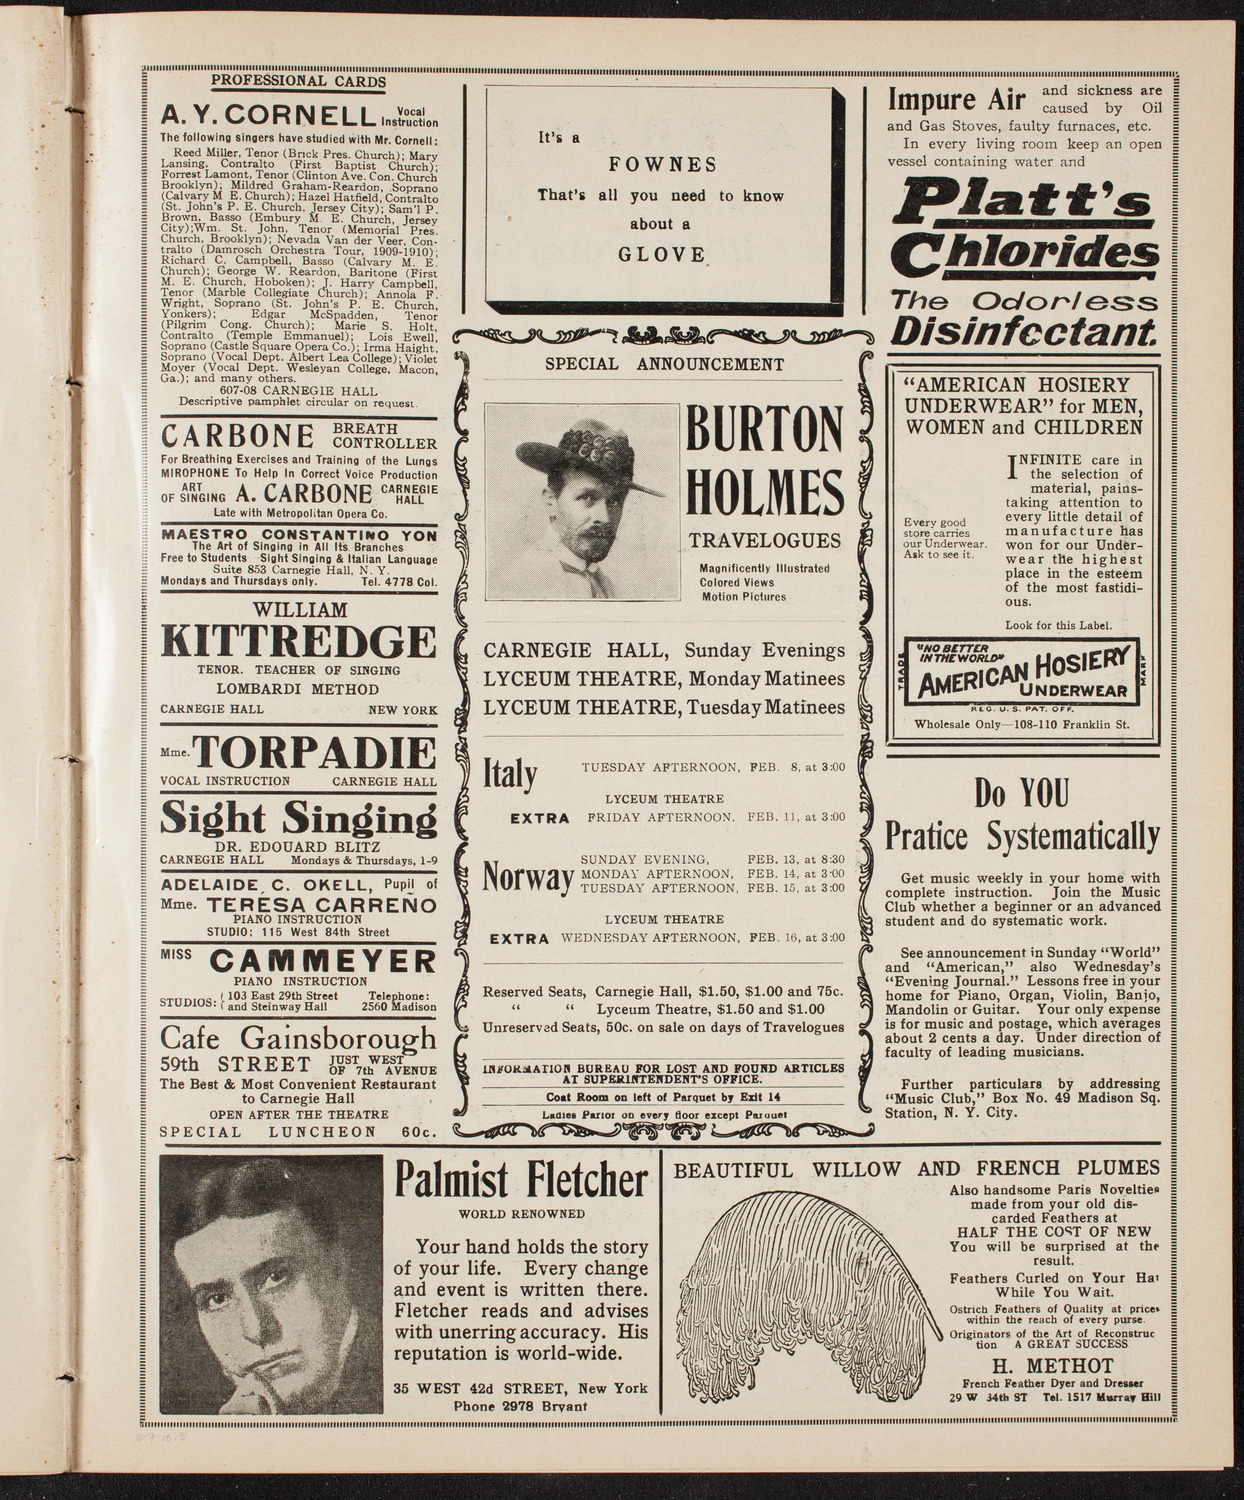 PROFESSIONAL CARDS
A. Y. CORNELL Vocal Instruction
The following singers have studied with Mr. Cornell:
Reed Miller, Tenor (Brick Pres. Church); Mary
Lansing, Contralto (First Baptist Church);
Forrest Lamont, Tenor (Clinton Ave. Con. Church
Brooklyn); Mildred Graham-Reardon, Soprano
(Calvary M E. Church); Hazel Hatfield, Contralto
(St. John's P. E. Church, Jersey City); Sam'l P.
Brown, Basso (Embury M. E. Church, Jersey
City);Wm. St. John, Tenor (Memorial Pres.
Church, Brooklyn); Nevada Van der Veer, Con-
tralto (Damrosch Orchestra Tour, 1909-1910);
Richard C. Campbell, Basso (Calvary M. E.
Church); George W. Reardon, Baritone (First
M. E. Church, Hoboken); J. Harry Campbell,
Tenor (Marble Collegiate Church); Annola F.
Wright, Soprano (St. John's P. E. Church,
Yonkers); Edgar McSpadden, Tenor
(Pilgrim Cong. Church); Marie S. Holt,
Contralto (Temple Emmanuel); Lois Ewell,
Soprano (Castle Square Opera Co.); Irma Haight,
Soprano (Vocal Dept. Albert Lea College); Violet
Moyer (Vocal Dept. Wesleyan College, Macon,
Ga.); and many others.
607-08 CARNEGIE HALL
Descriptive pamphlet circular on request.
CARBONE BREATH CONTROLLER
For Breathing Exercises and Training of the Lungs
MIROPHONE To Help In Correct Voice Production
ART OF SINGING A. CARBONE CARNEGIE HALL
Late with Metropolitan Opera Co.
MAESTRO CONSTANTINO YON
The Art of Singing in All Its Branches
Free to Students Sight Singing & Italian Language
Suite 853 Carnegie Hall, N. Y.
Mondays and Thursdays only. Tel. 4778 Col.
WILLIAM
KITTREDGE
TENOR. TEACHER OF SINGING
LOMBARDI METHOD
CARNEGIE HALL NEW YORK
Mme. TORPADIE
VOCAL INSTRUCTION CARNEGIE HALL
Sight Singing
DR. EDOUARD BLITZ
CARNEGIE HALL Mondays & Thursdays, 1-9
ADELAIDE C. OKELL, Pupil of
Mme. TERESA CARREÑO
PIANO INSTRUCTION
STUDIO: 115 West 84th Street
MISS CAMMEYER
PIANO INSTRUCTION
STUDIOS: 103 East 29th Street Telephone:
and Steinway Hall 2560 Madison
Cafe Gainsborough
59th STREET JUST WEST OF 7th AVENUE
The Best & Most Convenient Restaurant
to Carnegie Hall
OPEN AFTER THE THEATRE
SPECIAL LUNCHEON 60c.
It's a
FOWNES
That's all you need to know
about a
GLOVE
SPECIAL ANNOUNCEMENT
BURTON
HOLMES
TRAVELOGUES
Magnificently Illustrated
Colored Views
Motion Pictures
CARNEGIE HALL, Sunday Evenings
LYCEUM THEATRE, Monday Matinees
LYCEUM THEATRE, Tuesday Matinees
Italy TUESDAY AFTERNOON, FEB. 8, at 3:00
LYCEUM THEATRE
EXTRA FRIDAY AFTERNOON, FEB. 11, at 3:00
Norway SUNDAY EVENING, FEB. 13, at 8:30
MONDAY AFTERNOON, FEB. 14, at 3:00
TUESDAY AFTERNOON, FEB. 15, at 3:00
LYCEUM THEATRE
EXTRA WEDNESDAY AFTERNOON, FEB. 16, at 3:00
Reserved Seats, Carnegie Hall, $1.50, $1.00 and 75c.
" " Lyceum Theatre, $1.50 and $1.00
Unreserved Seats, 50c. on sale on days of Travelogues
INFORMATION BUREAU FOR LOST AND FOUND ARTICLES
AT SUPERINTENDENT'S OFFICE.
Coat Room on left of Parquet by Exit 14
Ladies Parlor on every floor except Parquet
Impure Air and sickness are
caused by Oil
and Gas Stoves, faulty furnaces, etc.
In every living room keep an open
vessel containing water and
Platt's
Chlorides
The Odorless
Disinfectant.
"AMERICAN HOSIERY
UNDERWEAR" for MEN,
WOMEN and CHILDREN
INFINITE care in
the selection of
material, pains-
taking attention to
every little detail of
manufacture has
won for our Under-
wear the highest
place in the esteem
of the most fastidi-
ous.
Every good
store carries
our Underwear.
Ask to see it.
Look for this Label.
TRADE MARK
"NO BETTER
IN THE WORLD"
AMERICAN HOSIERY
UNDERWEAR
REG. U. S. PAT. OFF.
Wholesale Only—108-110 Franklin St.
Do YOU
Pratice Systematically
Get music weekly in your home with
complete instruction. Join the Music
Club whether a beginner or an advanced
student and do systematic work.
See announcement in Sunday "World"
and "American," also Wednesday's
"Evening Journal." Lessons free in your
home for Piano, Organ, Violin, Banjo,
Mandolin or Guitar. Your only expense
is for music and postage, which averages
about 2 cents a day. Under direction of
faculty of leading musicians.
Further particulars by addressing
"Music Club," Box No. 49 Madison Sq.
Station, N. Y. City.
Palmist Fletcher
WORLD RENOWNED
Your hand holds the story
of your life. Every change
and event is written there.
Fletcher reads and advises
with unerring accuracy. His
reputation is world-wide.
35 WEST 42d STREET, New York
Phone 2978 Bryant
BEAUTIFUL WILLOW AND FRENCH PLUMES
Also handsome Paris Novelties
made from your old dis-
carded Feathers at
HALF THE COST OF NEW
You will be surprised at the
result.
Feathers Curled on Your Hat
While You Wait.
Ostrich Feathers of Quality at prices
within the reach of every purse.
Originators of the Art of Reconstruc
tion A GREAT SUCCESS
H. METHOT
French Feather Dyer and Dresser
29 W 34th ST Tel. 1517 Murray Hill